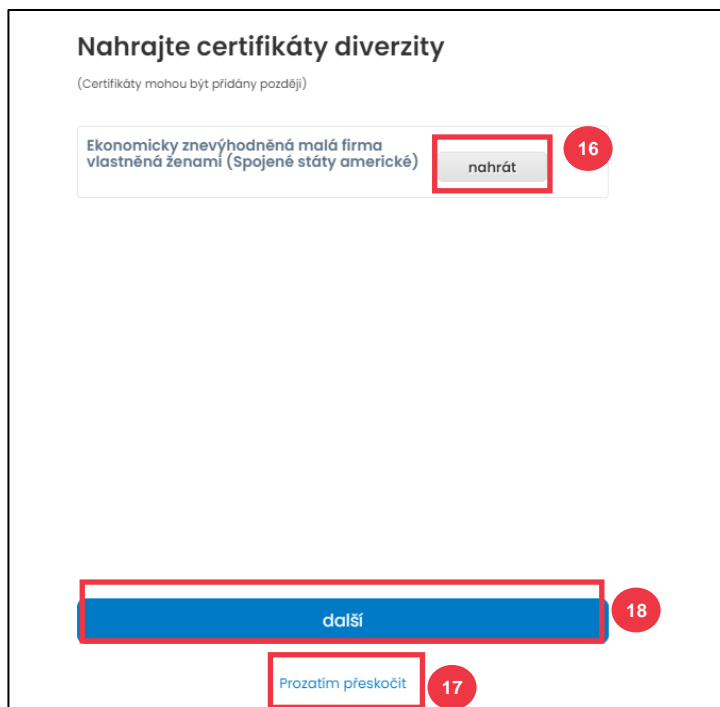 Nahrajte certifikáty diverzity
(Certifikáty mohou být přidány později)
Ekonomicky znevýhodněná malá firma
vlastněná ženami (Spojené státy americké)
nahrát
16
další
18
Prozatím přeskočit
17